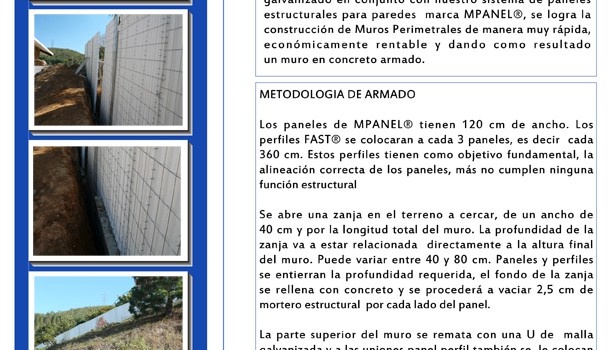 galvanizado en conjunto con nuestro sistema de paneles
estructurales para paredes marca MPANEL®, se logra la
construcción de Muros Perimetrales de manera muy rápida,
económicamente rentable y dando como resultado
un muro en concreto armado.
METODOLOGIA DE ARMADO
Los paneles de MPANEL® tienen 120 cm de ancho. Los
perfiles FAST® se colocaran a cada 3 paneles, es decir cada
360 cm. Estos perfiles tienen como objetivo fundamental, la
alineación correcta de los paneles, más no cumplen ninguna
función estructural
Se abre una zanja en el terreno a cercar, de un ancho de
40 cm y por la longitud total del muro. La profundidad de la
zanja va a estar relacionada directamente a la altura final
del muro. Puede variar entre 40 y 80 cm. Paneles y perfiles
se entierran la profundidad requerida, el fondo de la zanja
se rellena con concreto y se procederá a vaciar 2,5 cm de
mortero estructural por cada lado del panel.
La parte superior del muro se remata con una U de malla
galvanizada y a las uniones panel perfil también se le colocan